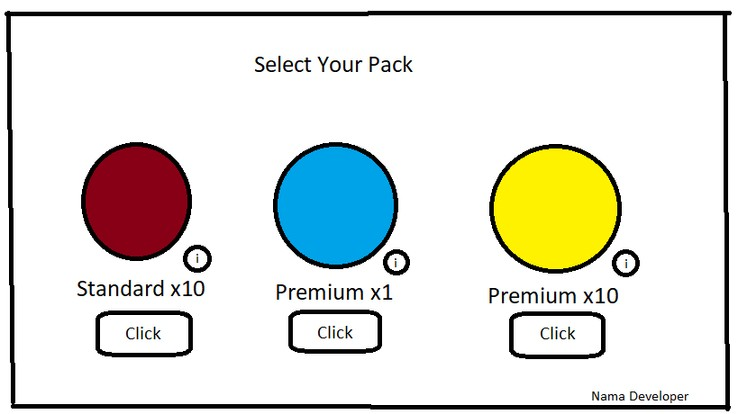 Select Your Pack
i
i
i
Standard x10
Premium x1
Premium x10
Click
Click
Click
Nama Developer